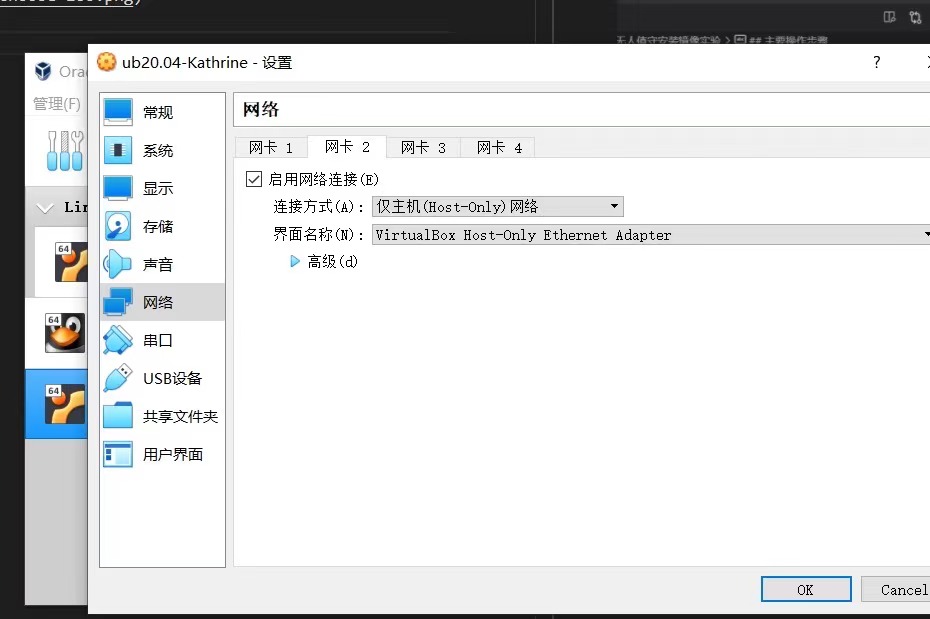 无人值守安装镜像实验 > ## 主要操作步骤
Orac
ub20.04-Kathrine - 设置
?
管理(F)
Lin
64
64
64
常规
系统
显示
存储
声音
网络
串口
USB设备
共享文件夹
用户界面
网络
网卡 1 网卡 2 网卡 3 网卡 4
启用网络连接(E)
连接方式(A): 仅主机(Host-Only)网络
界面名称(N): VirtualBox Host-Only Ethernet Adapter
高级(d)
OK Cancel